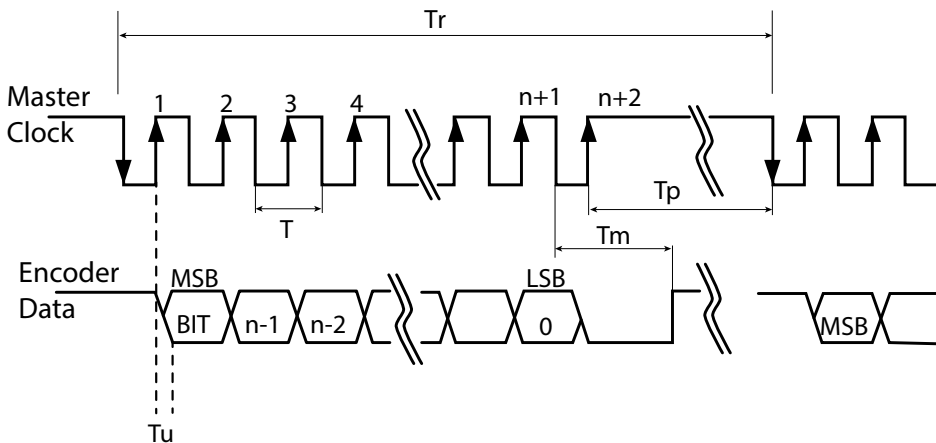 Tr
Master
Clock
1
2
3
4
n+1
n+2
T
Tp
Tm
Encoder
Data
MSB
LSB
BIT
n-1
n-2
0
MSB
Tu